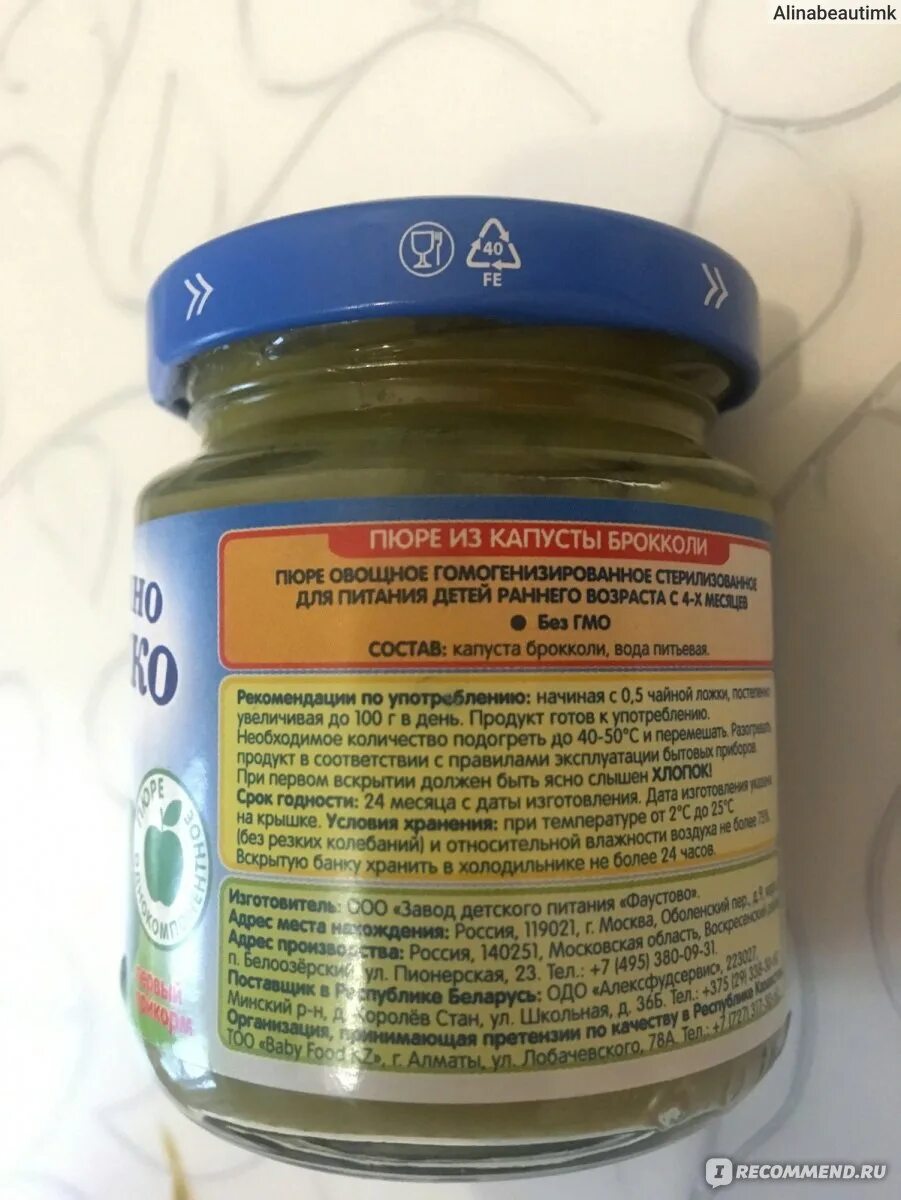 Alinabeautimk
40
FE
НО
КО
ПЮРЕ ИЗ КАПУСТЫ БРОККОЛИ
ПЮРЕ ОВОЩНОЕ ГОМОГЕНИЗИРОВАННОЕ СТЕРИЛИЗОВАННОЕ
ДЛЯ ПИТАНИЯ ДЕТЕЙ РАННЕГО ВОЗРАСТА С 4-Х МЕСЯЦЕВ
● Без ГМО
СОСТАВ: капуста брокколи, вода питьевая.
Рекомендации по употреблению: начиная с 0,5 чайной ложки, постепенно
увеличивая до 100 г в день. Продукт готов к употреблению.
Необходимое количество подогреть до 40-50°С и перемешать. Разогревать
продукт в соответствии с правилами эксплуатации бытовых приборов.
При первом вскрытии должен быть ясно слышен ХЛОПОК!
Срок годности: 24 месяца с даты изготовления. Дата изготовления указана
на крышке. Условия хранения: при температуре от 2°С до 25°С
(без резких колебаний) и относительной влажности воздуха не более 75%.
Вскрытую банку хранить в холодильнике не более 24 часов.
ПЮРЕ
первый
прикорм
Изготовитель: ООО «Завод детского питания «Фаустово».
Адрес места нахождения: Россия, 119021, г. Москва, Оболенский пер., д.9,
Адрес производства: Россия, 140251, Московская область, Воскресенский
п. Белоозёрский, ул. Пионерская, 23. Тел.: +7 (495) 380-09-31.
Поставщик в Республике Беларусь: ОДО «Алексфудсервис», 223027,
Минский р-н, д. Королёв Стан, ул. Школьная, д. 36Б. Тел.: +375 (29)
Организация, принимающая претензии по качеству в Республике
ТОО «Baby Food KZ», г. Алматы, ул. Лобачевского, 78А. Тел.: +7 (727)
IRECOMMEND.RU